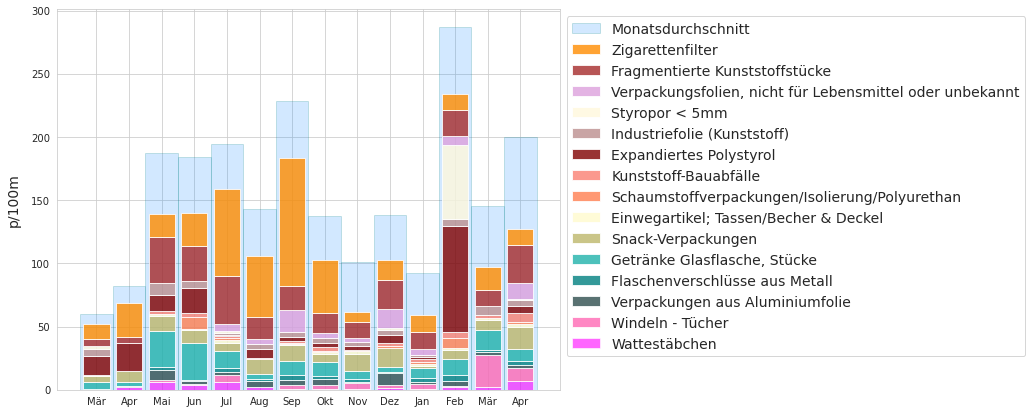 300
250
200
150
100
50
0
p/100m
Mär Apr Mai Jun Jul Aug Sep Okt Nov Dez Jan Feb Mär Apr
Monatsdurchschnitt
Zigarettenfilter
Fragmentierte Kunststoffstücke
Verpackungsfolien, nicht für Lebensmittel oder unbekannt
Styropor < 5mm
Industriefolie (Kunststoff)
Expandiertes Polystyrol
Kunststoff-Bauabfälle
Schaumstoffverpackungen/Isolierung/Polyurethan
Einwegartikel; Tassen/Becher & Deckel
Snack-Verpackungen
Getränke Glasflasche, Stücke
Flaschenverschlüsse aus Metall
Verpackungen aus Aluminiumfolie
Windeln - Tücher
Wattestäbchen